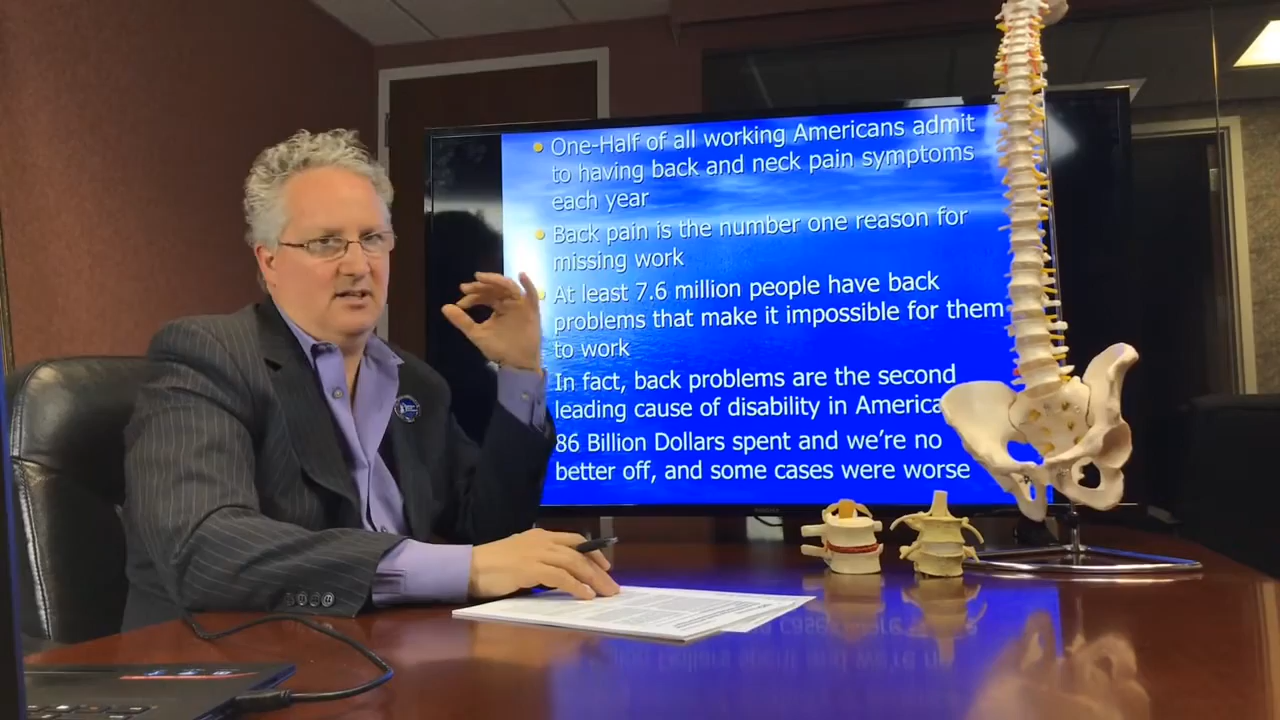 One-Half of all working Americans admit
to having back and neck pain symptoms
each year
Back pain is the number one reason for
missing work
At least 7.6 million people have back
problems that make it impossible for them
to work
In fact, back problems are the second
leading cause of disability in America
86 Billion Dollars spent and we’re no
better off, and some cases were worse